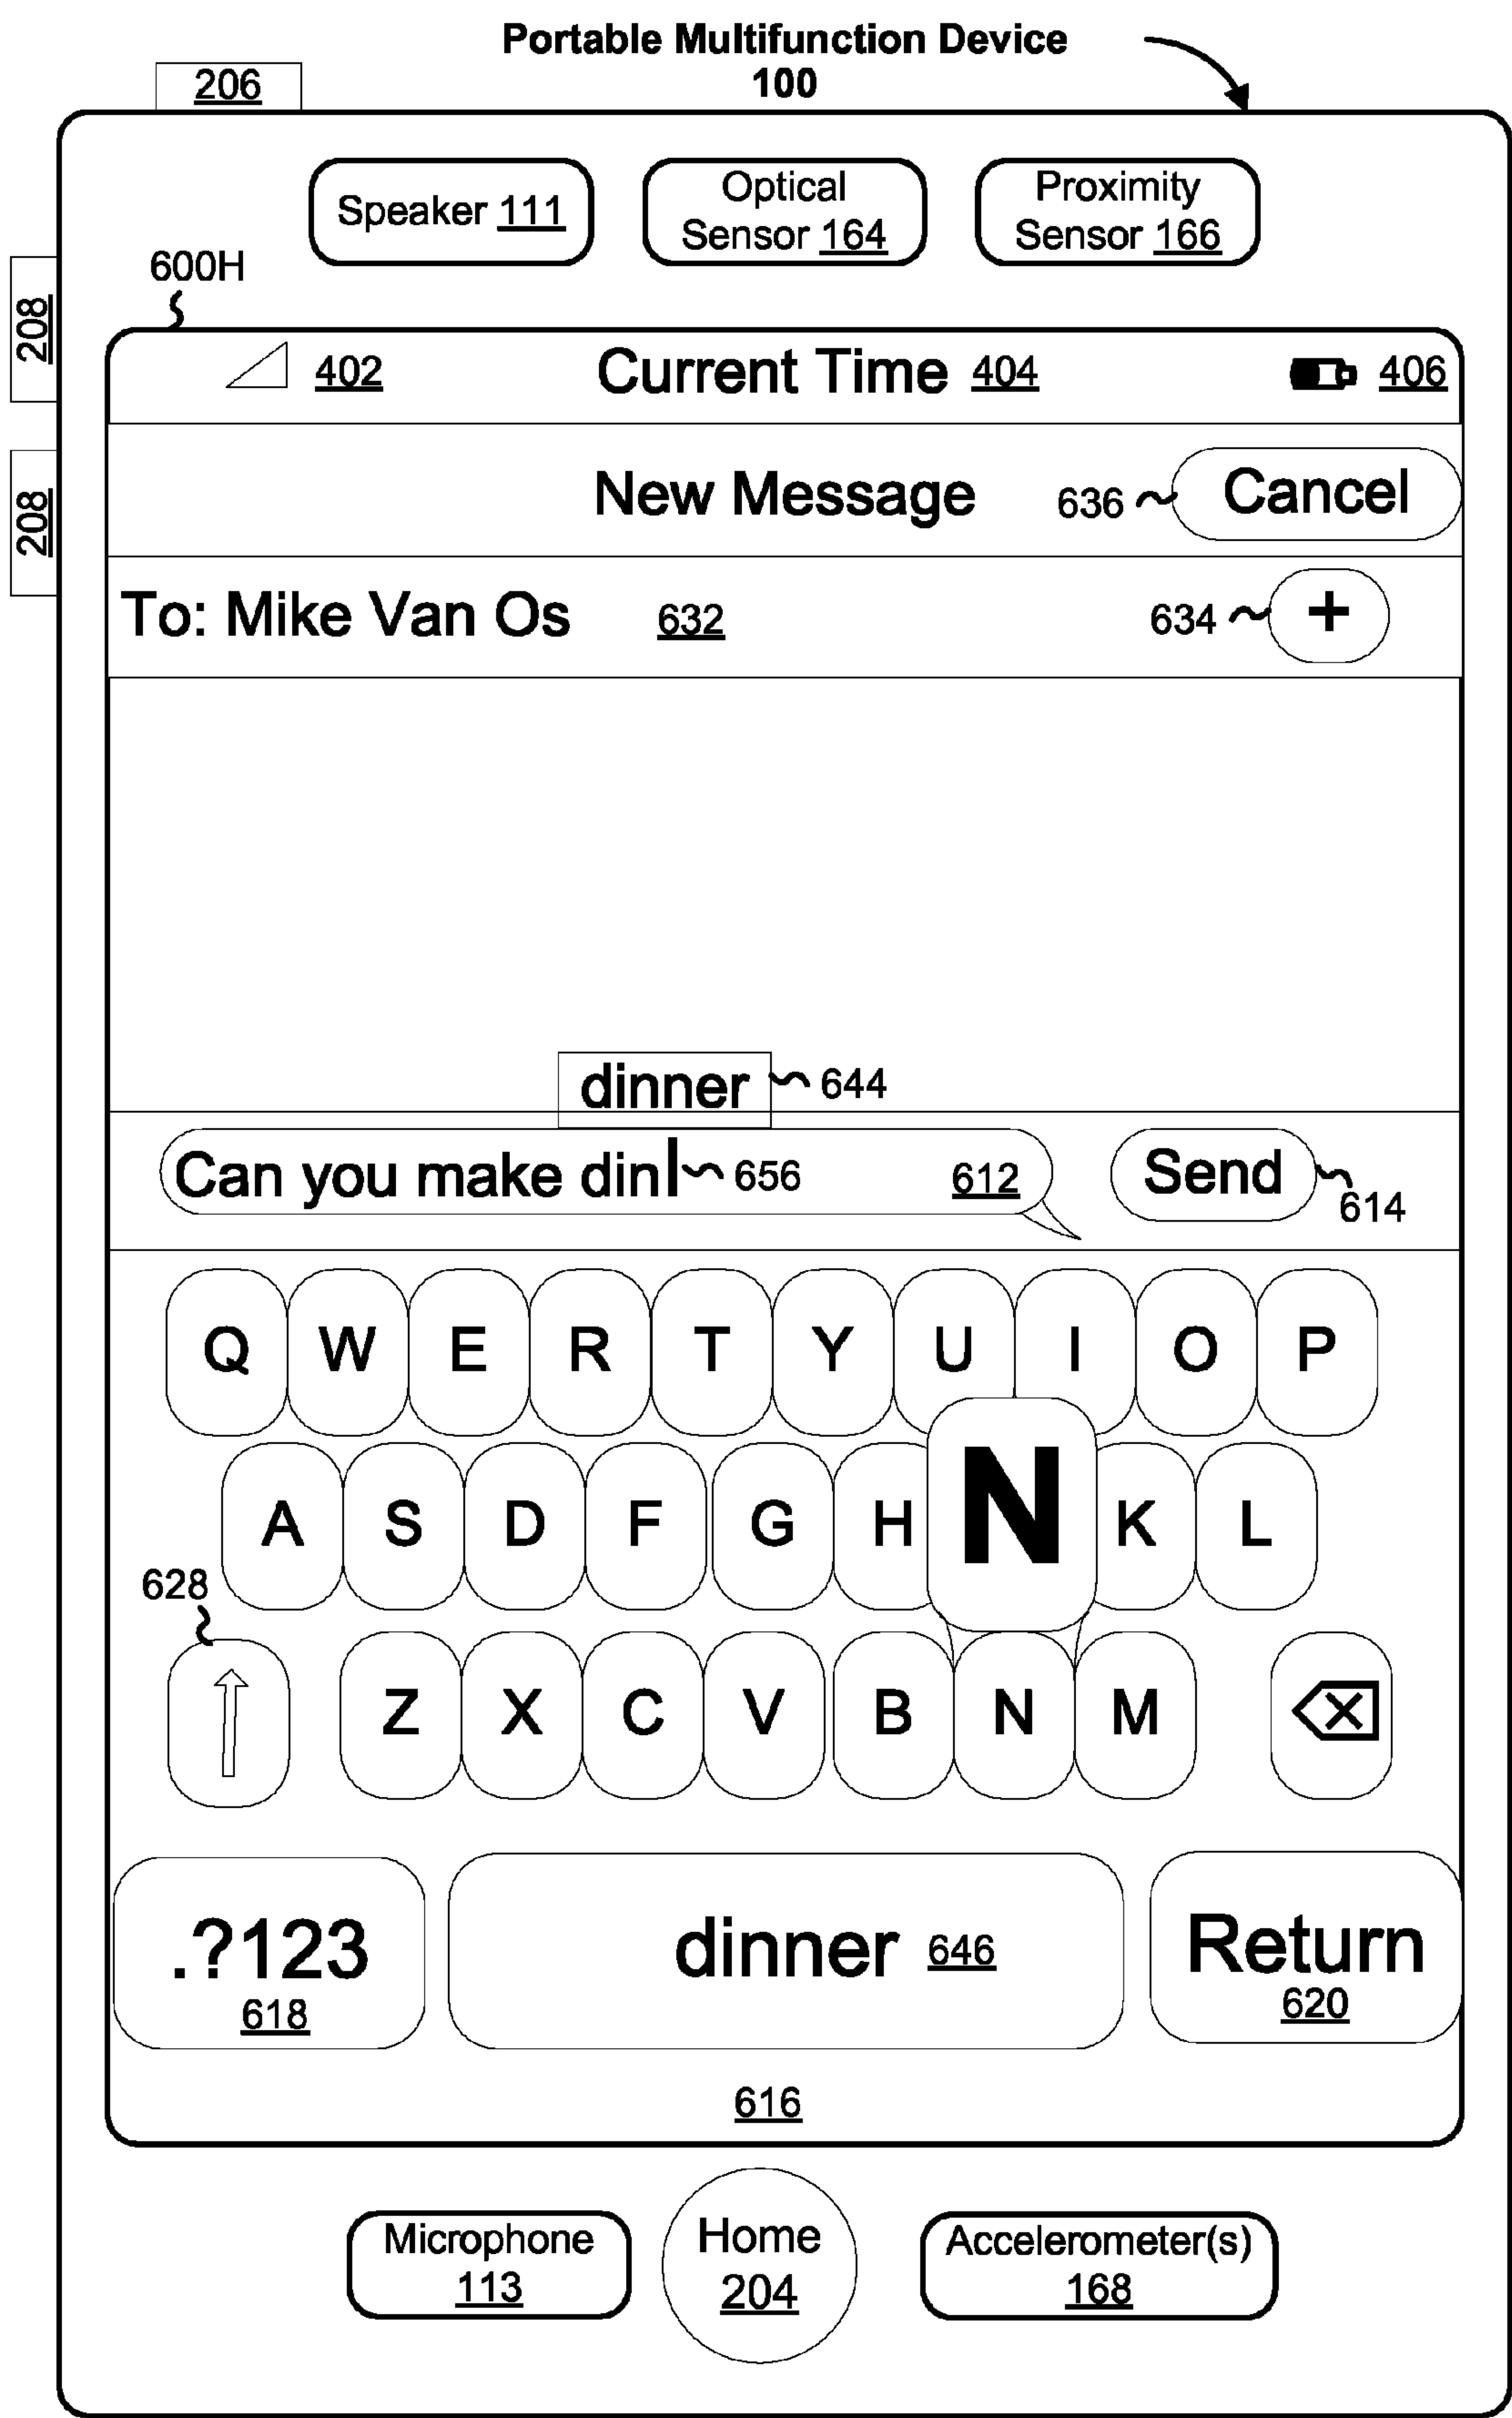 Portable Multifunction Device
100
206
Speaker 111
Optical
Sensor 164
Proximity
Sensor 166
600H
208
208
402
Current Time 404
406
New Message
636
Cancel
To: Mike Van Os
632
634
+
dinner
644
Can you make din
656
612
Send
614
Q W E R T Y U I O P
A S D F G H N K L
628
Z X C V B N M
.?123
618
dinner 646
Return
620
616
Microphone
113
Home
204
Accelerometer(s)
168